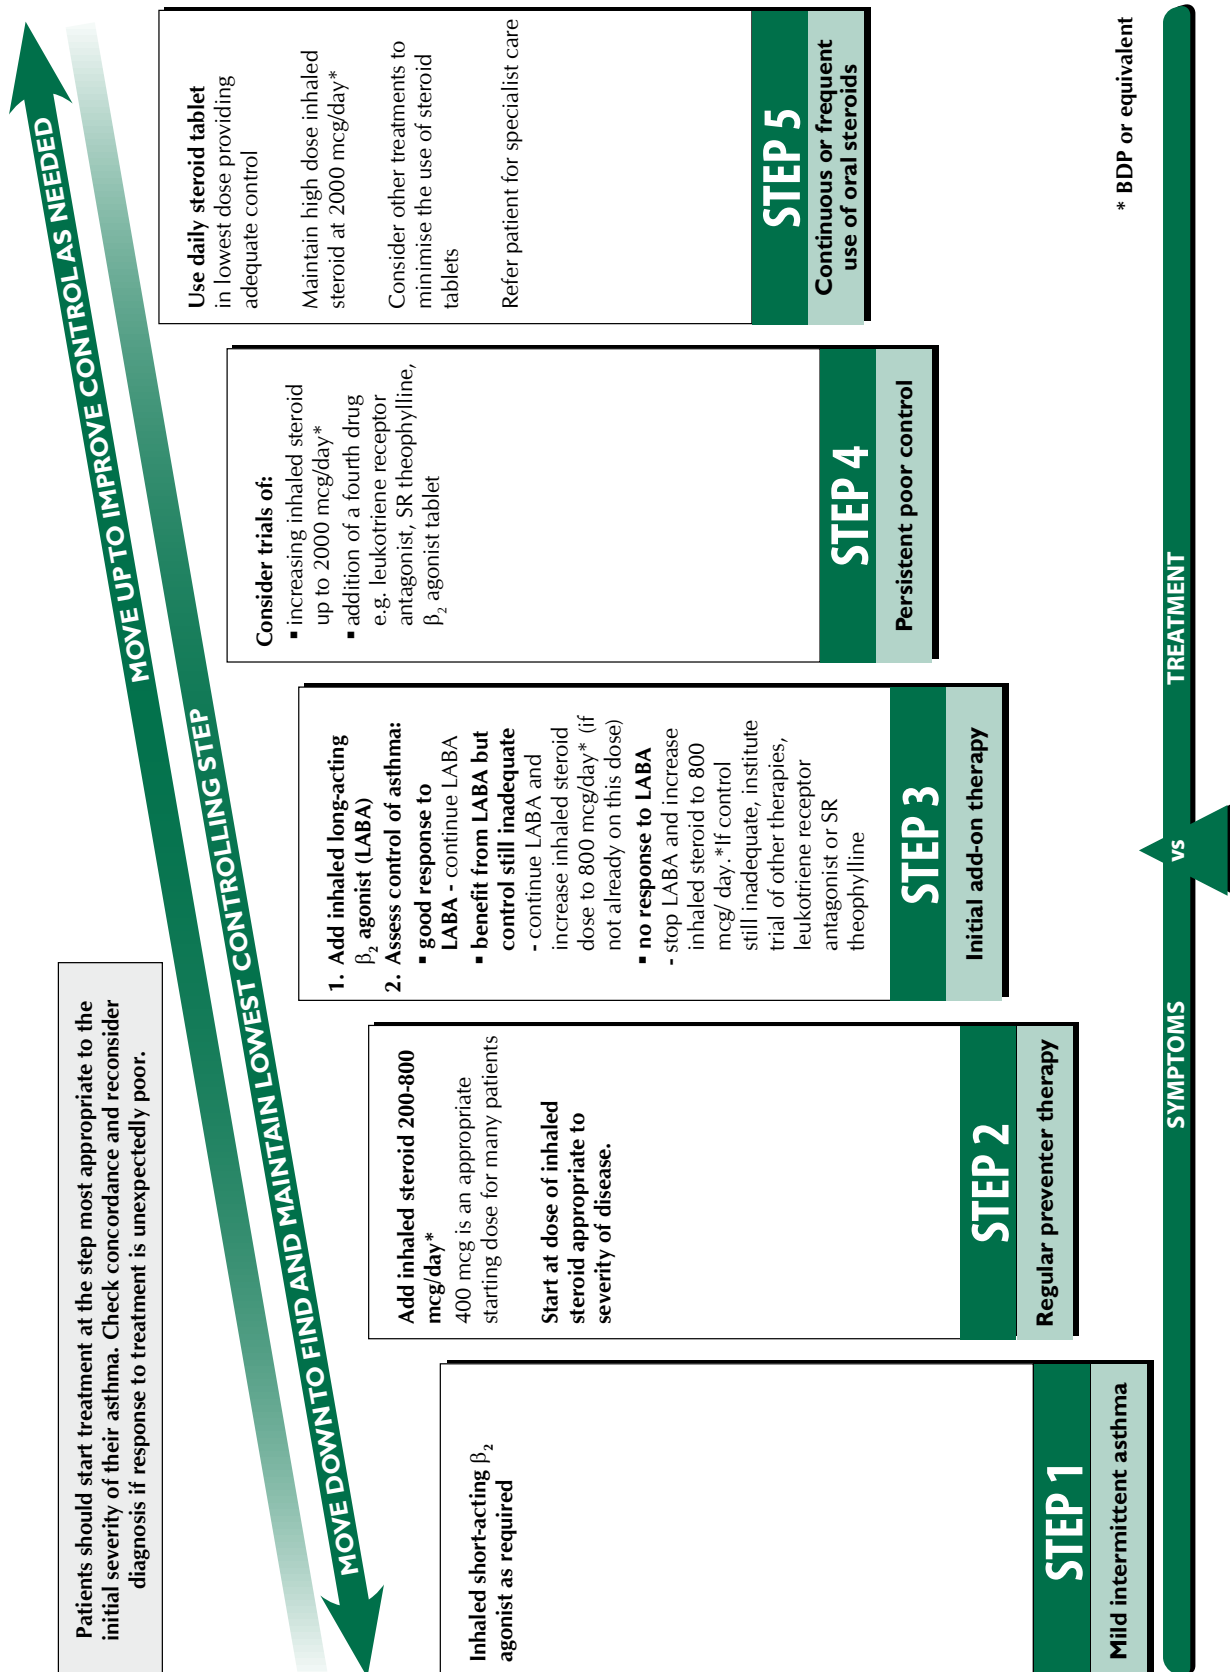 Patients should start treatment at the step most appropriate to the
initial severity of their asthma. Check concordance and reconsider
diagnosis if response to treatment is unexpectedly poor.
MOVE UP TO IMPROVE CONTROL AS NEEDED
MOVE DOWN TO FIND AND MAINTAIN LOWEST CONTROLLING STEP
Inhaled short-acting β₂
agonist as required
STEP 1
Mild intermittent asthma
Add inhaled steroid 200-800
mcg/day*
400 mcg is an appropriate
starting dose for many patients
Start at dose of inhaled
steroid appropriate to
severity of disease.
STEP 2
Regular preventer therapy
1. Add inhaled long-acting
β₂ agonist (LABA)
2. Assess control of asthma:
▪ good response to
LABA - continue LABA
▪ benefit from LABA but
control still inadequate
- continue LABA and
increase inhaled steroid
dose to 800 mcg/day* (if
not already on this dose)
▪ no response to LABA
- stop LABA and increase
inhaled steroid to 800
mcg/ day.*If control
still inadequate, institute
trial of other therapies,
leukotriene receptor
antagonist or SR
theophylline
STEP 3
Initial add-on therapy
Consider trials of:
▪ increasing inhaled steroid
up to 2000 mcg/day*
▪ addition of a fourth drug
e.g. leukotriene receptor
antagonist, SR theophylline,
β₂ agonist tablet
STEP 4
Persistent poor control
Use daily steroid tablet
in lowest dose providing
adequate control
Maintain high dose inhaled
steroid at 2000 mcg/day*
Consider other treatments to
minimise the use of steroid
tablets
Refer patient for specialist care
STEP 5
Continuous or frequent
use of oral steroids
* BDP or equivalent
SYMPTOMS vs TREATMENT